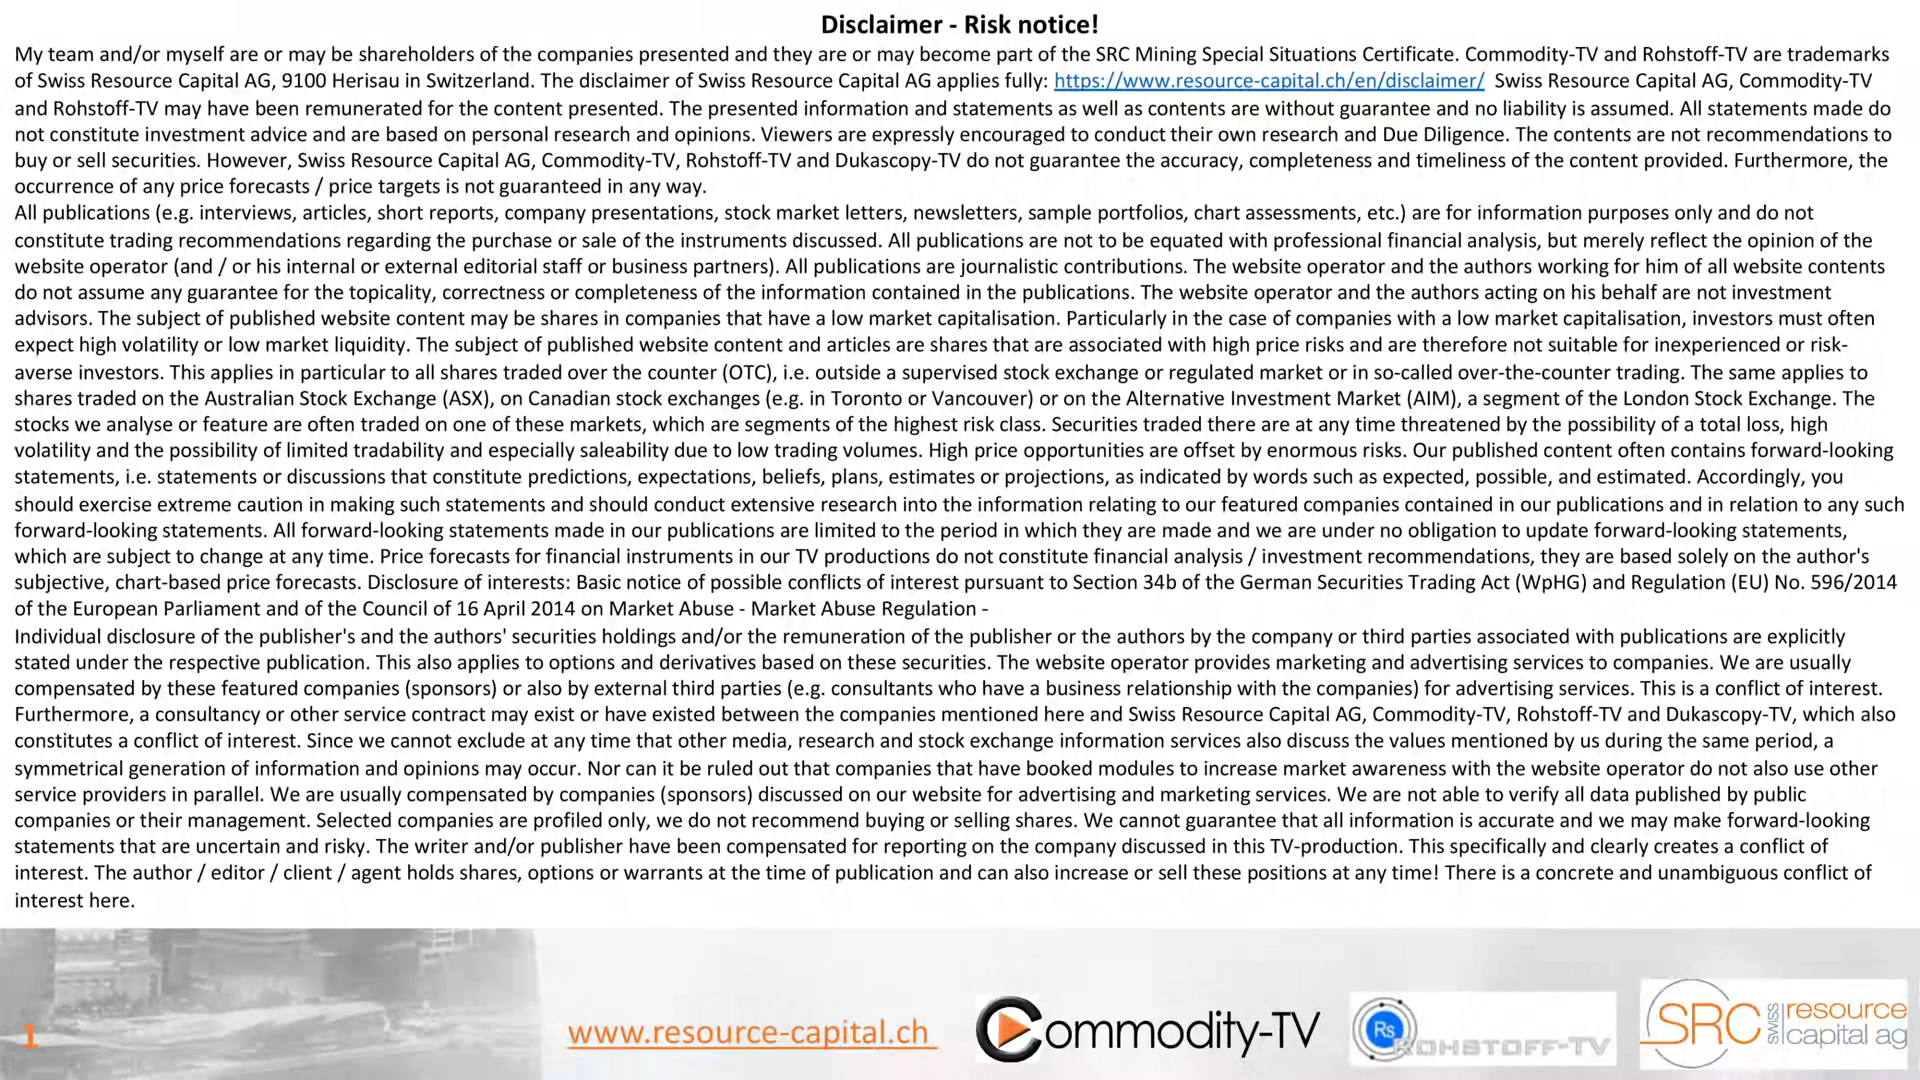 Disclaimer - Risk notice!
My team and/or myself are or may be shareholders of the companies presented and they are or may become part of the SRC Mining Special Situations Certificate. Commodity-TV and Rohstoff-TV are trademarks
of Swiss Resource Capital AG, 9100 Herisau in Switzerland. The disclaimer of Swiss Resource Capital AG applies fully: https://www.resource-capital.ch/en/disclaimer/ Swiss Resource Capital AG, Commodity-TV
and Rohstoff-TV may have been remunerated for the content presented. The presented information and statements as well as contents are without guarantee and no liability is assumed. All statements made do
not constitute investment advice and are based on personal research and opinions. Viewers are expressly encouraged to conduct their own research and Due Diligence. The contents are not recommendations to
buy or sell securities. However, Swiss Resource Capital AG, Commodity-TV, Rohstoff-TV and Dukascopy-TV do not guarantee the accuracy, completeness and timeliness of the content provided. Furthermore, the
occurrence of any price forecasts / price targets is not guaranteed in any way.
All publications (e.g. interviews, articles, short reports, company presentations, stock market letters, newsletters, sample portfolios, chart assessments, etc.) are for information purposes only and do not
constitute trading recommendations regarding the purchase or sale of the instruments discussed. All publications are not to be equated with professional financial analysis, but merely reflect the opinion of the
website operator (and / or his internal or external editorial staff or business partners). All publications are journalistic contributions. The website operator and the authors working for him of all website contents
do not assume any guarantee for the topicality, correctness or completeness of the information contained in the publications. The website operator and the authors acting on his behalf are not investment
advisors. The subject of published website content may be shares in companies that have a low market capitalisation. Particularly in the case of companies with a low market capitalisation, investors must often
expect high volatility or low market liquidity. The subject of published website content and articles are shares that are associated with high price risks and are therefore not suitable for inexperienced or risk-
averse investors. This applies in particular to all shares traded over the counter (OTC), i.e. outside a supervised stock exchange or regulated market or in so-called over-the-counter trading. The same applies to
shares traded on the Australian Stock Exchange (ASX), on Canadian stock exchanges (e.g. in Toronto or Vancouver) or on the Alternative Investment Market (AIM), a segment of the London Stock Exchange. The
stocks we analyse or feature are often traded on one of these markets, which are segments of the highest risk class. Securities traded there are at any time threatened by the possibility of a total loss, high
volatility and the possibility of limited tradability and especially saleability due to low trading volumes. High price opportunities are offset by enormous risks. Our published content often contains forward-looking
statements, i.e. statements or discussions that constitute predictions, expectations, beliefs, plans, estimates or projections, as indicated by words such as expected, possible, and estimated. Accordingly, you
should exercise extreme caution in making such statements and should conduct extensive research into the information relating to our featured companies contained in our publications and in relation to any such
forward-looking statements. All forward-looking statements made in our publications are limited to the period in which they are made and we are under no obligation to update forward-looking statements,
which are subject to change at any time. Price forecasts for financial instruments in our TV productions do not constitute financial analysis / investment recommendations, they are based solely on the author's
subjective, chart-based price forecasts. Disclosure of interests: Basic notice of possible conflicts of interest pursuant to Section 34b of the German Securities Trading Act (WpHG) and Regulation (EU) No. 596/2014
of the European Parliament and of the Council of 16 April 2014 on Market Abuse - Market Abuse Regulation -
Individual disclosure of the publisher's and the authors' securities holdings and/or the remuneration of the publisher or the authors by the company or third parties associated with publications are explicitly
stated under the respective publication. This also applies to options and derivatives based on these securities. The website operator provides marketing and advertising services to companies. We are usually
compensated by these featured companies (sponsors) or also by external third parties (e.g. consultants who have a business relationship with the companies) for advertising services. This is a conflict of interest.
Furthermore, a consultancy or other service contract may exist or have existed between the companies mentioned here and Swiss Resource Capital AG, Commodity-TV, Rohstoff-TV and Dukascopy-TV, which also
constitutes a conflict of interest. Since we cannot exclude at any time that other media, research and stock exchange information services also discuss the values mentioned by us during the same period, a
symmetrical generation of information and opinions may occur. Nor can it be ruled out that companies that have booked modules to increase market awareness with the website operator do not also use other
service providers in parallel. We are usually compensated by companies (sponsors) discussed on our website for advertising and marketing services. We are not able to verify all data published by public
companies or their management. Selected companies are profiled only, we do not recommend buying or selling shares. We cannot guarantee that all information is accurate and we may make forward-looking
statements that are uncertain and risky. The writer and/or publisher have been compensated for reporting on the company discussed in this TV-production. This specifically and clearly creates a conflict of
interest. The author / editor / client / agent holds shares, options or warrants at the time of publication and can also increase or sell these positions at any time! There is a concrete and unambiguous conflict of
interest here.
1
www.resource-capital.ch
Commodity-TV
Rs ROHSTOFF-TV
SRC SWISS resource
capital ag